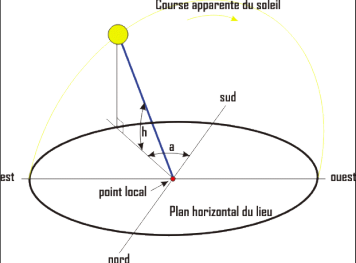 Course apparente du soleil
sud
h
a
est
ouest
point local
Plan horizontal du lieu
nord